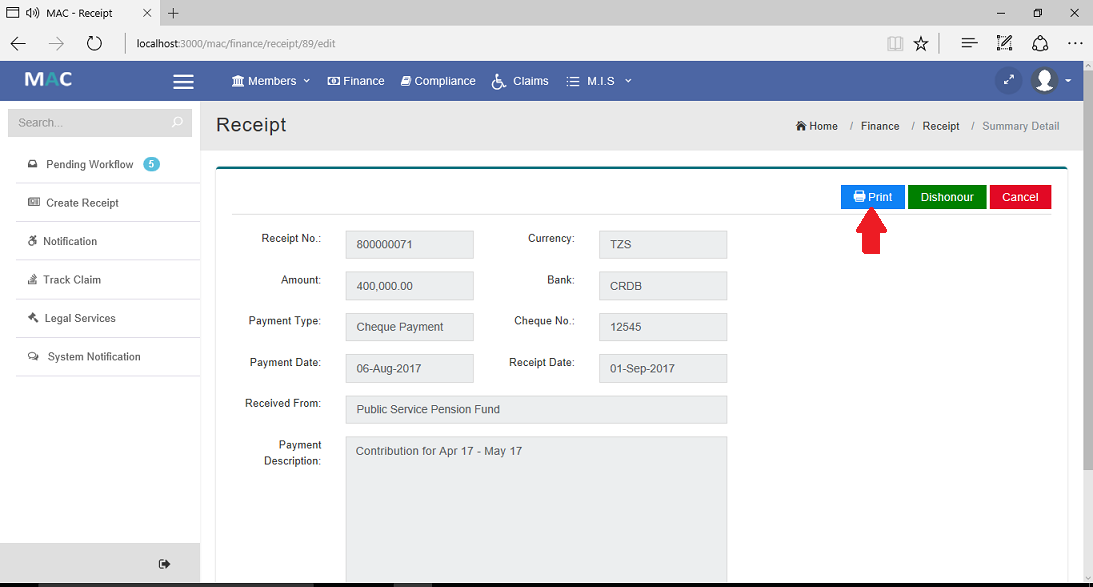 MAC - Receipt
localhost:3000/mac/finance/receipt/89/edit
MAC
Members Finance Compliance Claims M.I.S
Search...
Receipt
Home / Finance / Receipt / Summary Detail
Pending Workflow 5
Create Receipt
Notification
Track Claim
Legal Services
System Notification
Print Dishonour Cancel
Receipt No.: 800000071 Currency: TZS
Amount: 400,000.00 Bank: CRDB
Payment Type: Cheque Payment Cheque No.: 12545
Payment Date: 06-Aug-2017 Receipt Date: 01-Sep-2017
Received From: Public Service Pension Fund
Payment
Description:
Contribution for Apr 17 - May 17